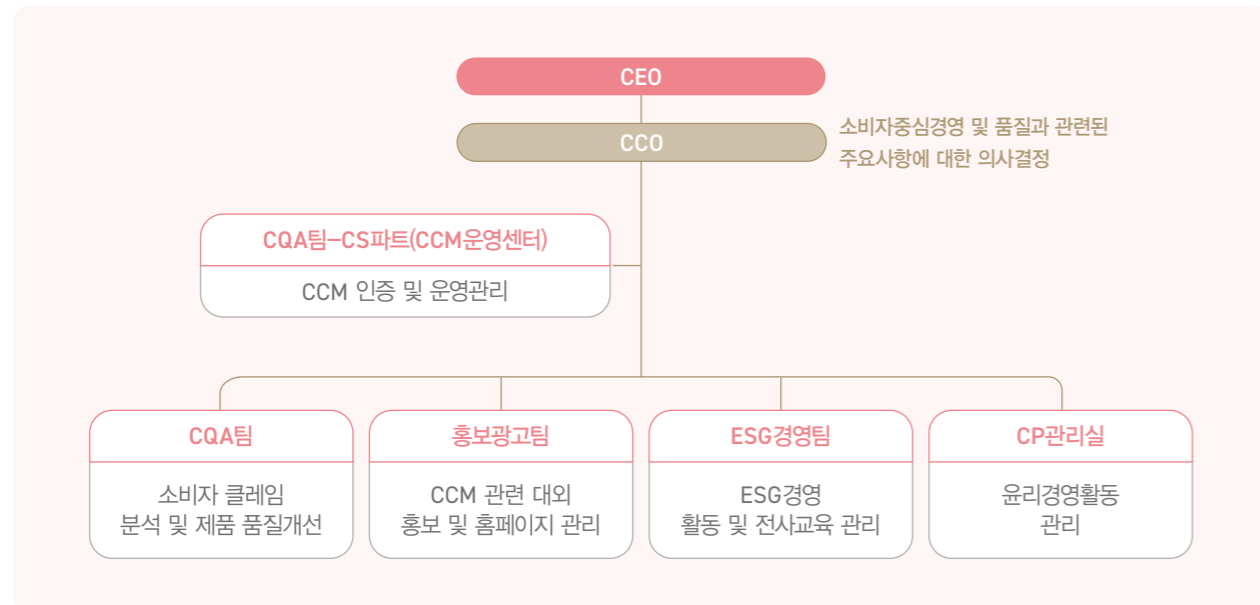 CEO
CCO
소비자중심경영 및 품질과 관련된
주요사항에 대한 의사결정
CQA팀-CS파트(CCM운영센터)
CCM 인증 및 운영관리
CQA팀
소비자 클레임
분석 및 제품 품질개선
홍보광고팀
CCM 관련 대외
홍보 및 홈페이지 관리
ESG경영팀
ESG경영
활동 및 전사교육 관리
CP관리실
윤리경영활동
관리